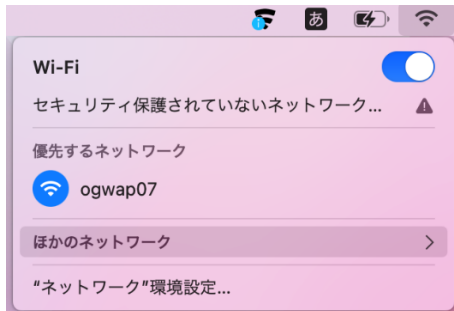 あ
Wi-Fi
セキュリティ保護されていないネットワーク...
優先するネットワーク
ogwap07
ほかのネットワーク
“ネットワーク”環境設定...